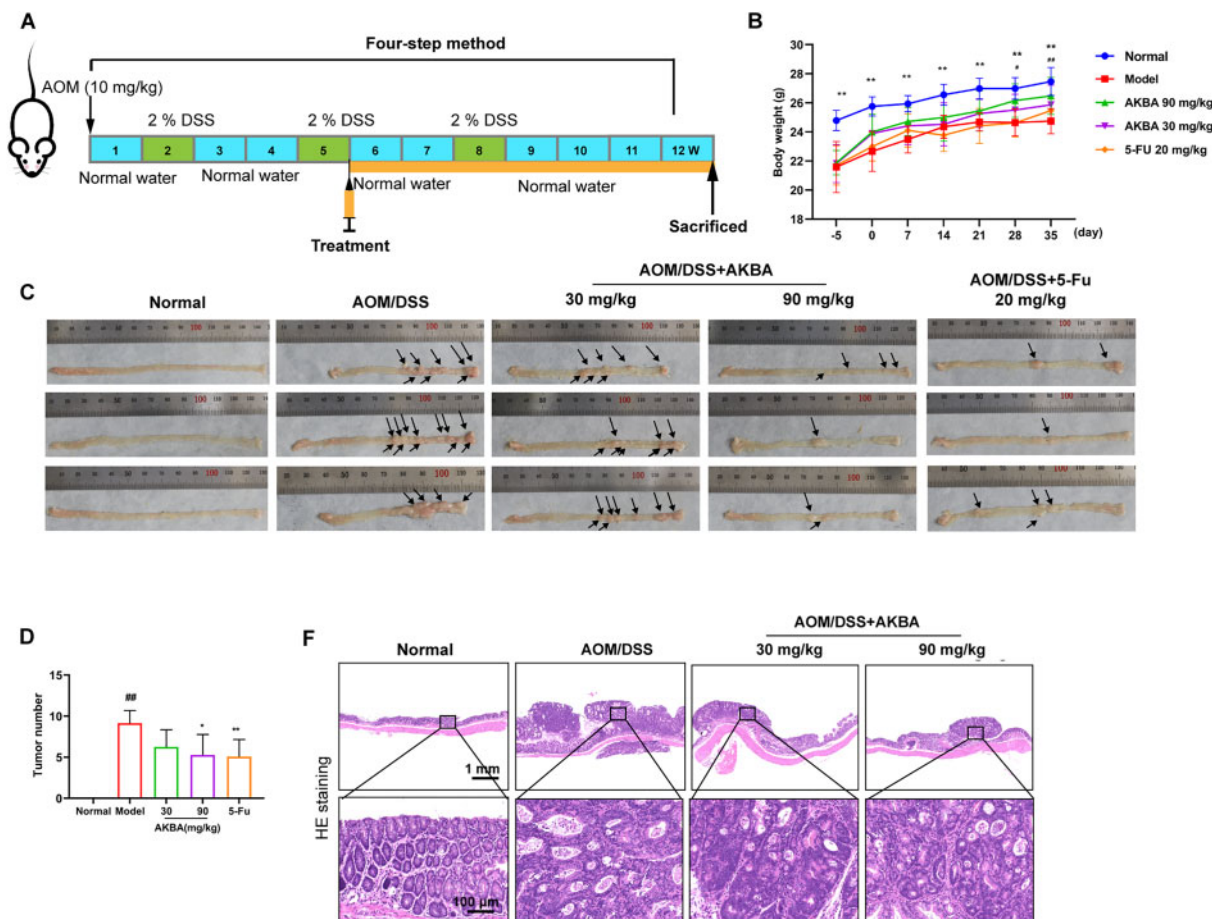 A
Four-step method
AOM (10 mg/kg)
2 % DSS 2 % DSS 2 % DSS
1 2 3 4 5 6 7 8 9 10 11 12 W
Normal water Normal water Normal water Normal water
Treatment
Sacrificed
B
Body weight (g)
30
28
26
24
22
20
18
** ** ** ** ** ** **
# ##
-5 0 7 14 21 28 35 (day)
Normal
Model
AKBA 90 mg/kg
AKBA 30 mg/kg
5-FU 20 mg/kg
C
Normal
AOM/DSS
AOM/DSS+AKBA
30 mg/kg 90 mg/kg
AOM/DSS+5-Fu
20 mg/kg
D
Tumor number
15
10
5
0
## * **
Normal Model 30 90 5-Fu
AKBA(mg/kg)
F
AOM/DSS+AKBA
Normal AOM/DSS 30 mg/kg 90 mg/kg
HE staining
1 mm
100 µm